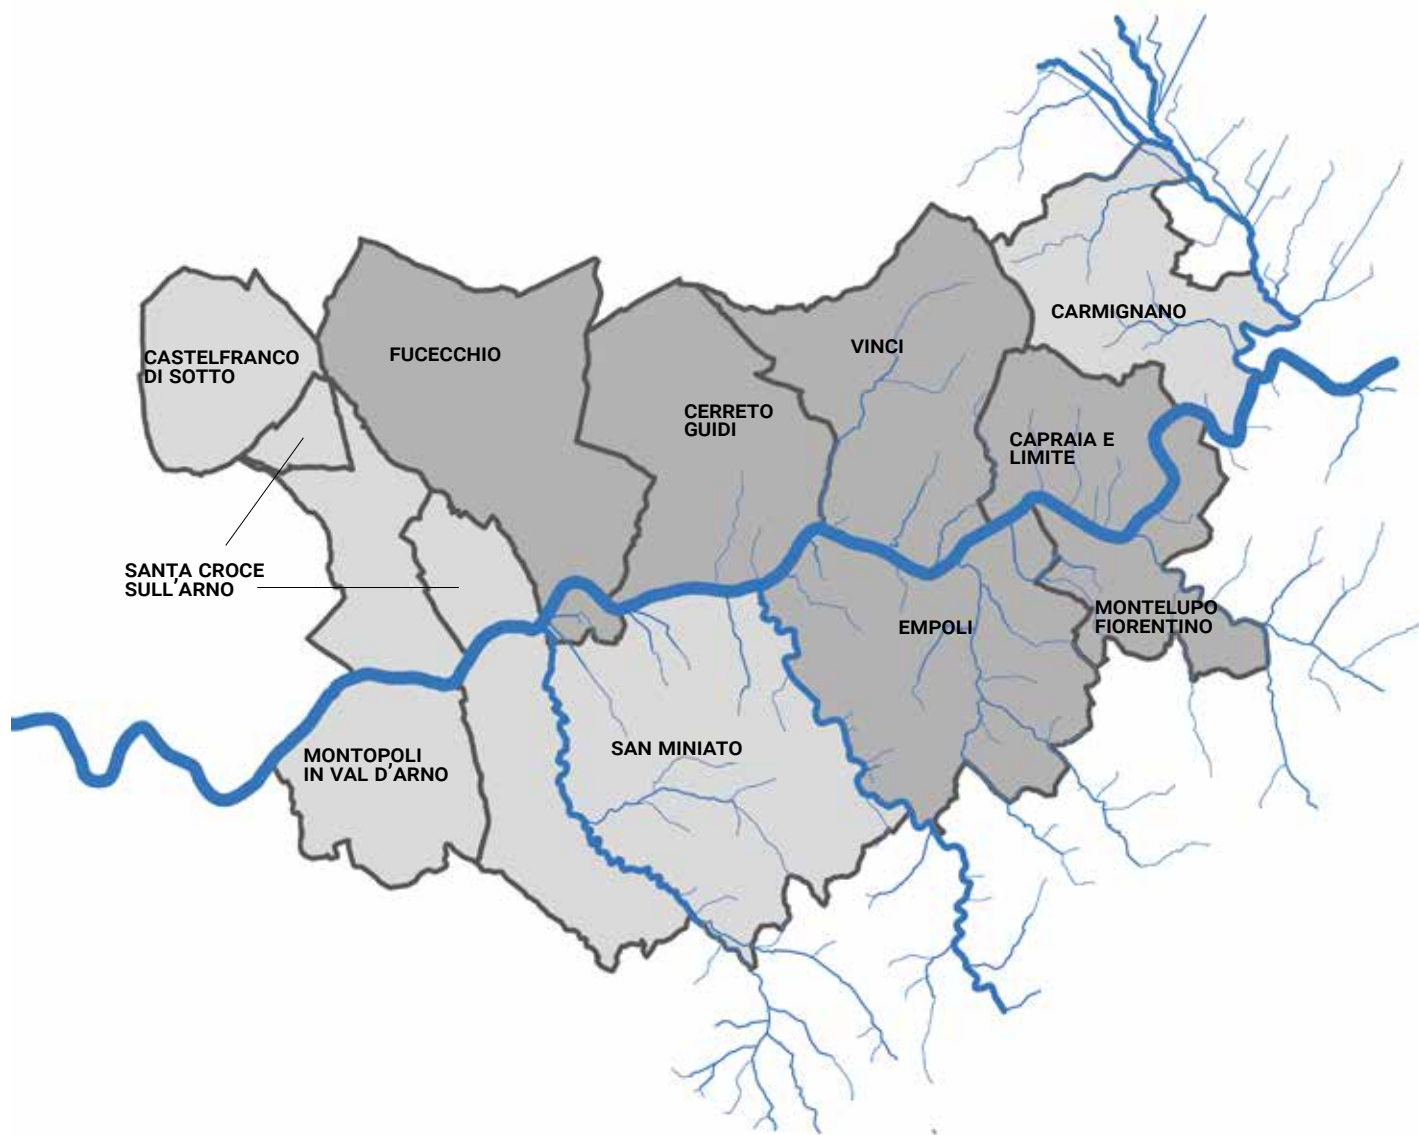 CARMIGNANO
VINCI
FUCECCHIO
CASTELFRANCO
DI SOTTO
CERRETO
GUIDI
CAPRAIA E
LIMITE
SANTA CROCE
SULL'ARNO
MONTELUPO
FIORENTINO
EMPOLI
SAN MINIATO
MONTOPOLI
IN VAL D'ARNO